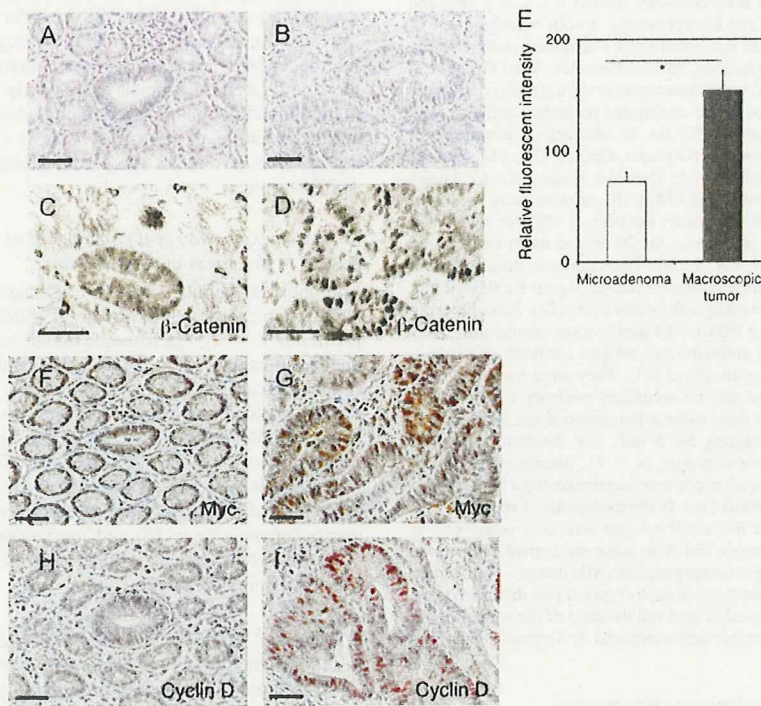 A
B
E
200
100
0
Relative fluorescent intensity
*
Microadenoma
Macroscopic
tumor
C
β-Catenin
D
β-Catenin
F
Myc
G
Myc
H
Cyclin D
I
Cyclin D